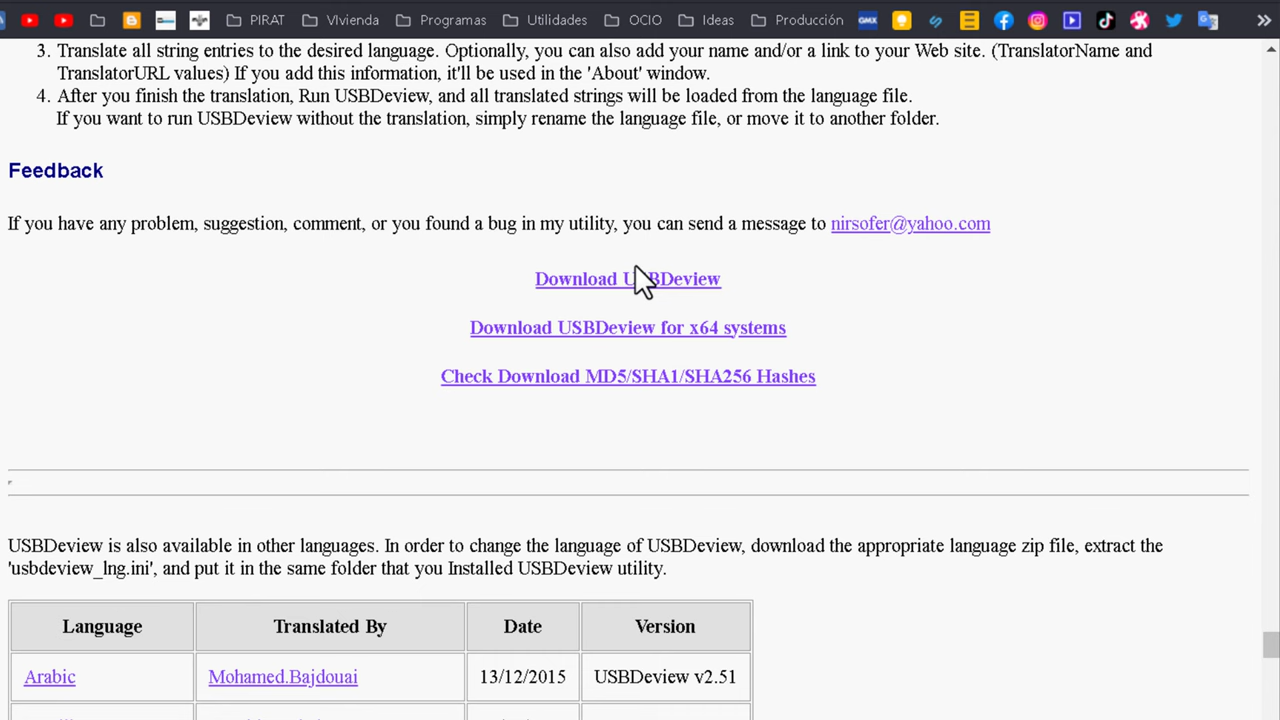 PIRAT VIvienda Programas Utilidades OCIO Ideas Producción GMX
3. Translate all string entries to the desired language. Optionally, you can also add your name and/or a link to your Web site. (TranslatorName and
TranslatorURL values) If you add this information, it'll be used in the 'About' window.
4. After you finish the translation, Run USBDeview, and all translated strings will be loaded from the language file.
If you want to run USBDeview without the translation, simply rename the language file, or move it to another folder.
Feedback
If you have any problem, suggestion, comment, or you found a bug in my utility, you can send a message to nirsofer@yahoo.com
Download USBDeview
Download USBDeview for x64 systems
Check Download MD5/SHA1/SHA256 Hashes
USBDeview is also available in other languages. In order to change the language of USBDeview, download the appropriate language zip file, extract the
'usbdeview_lng.ini', and put it in the same folder that you Installed USBDeview utility.
Language Translated By Date Version
Arabic Mohamed.Bajdouai 13/12/2015 USBDeview v2.51